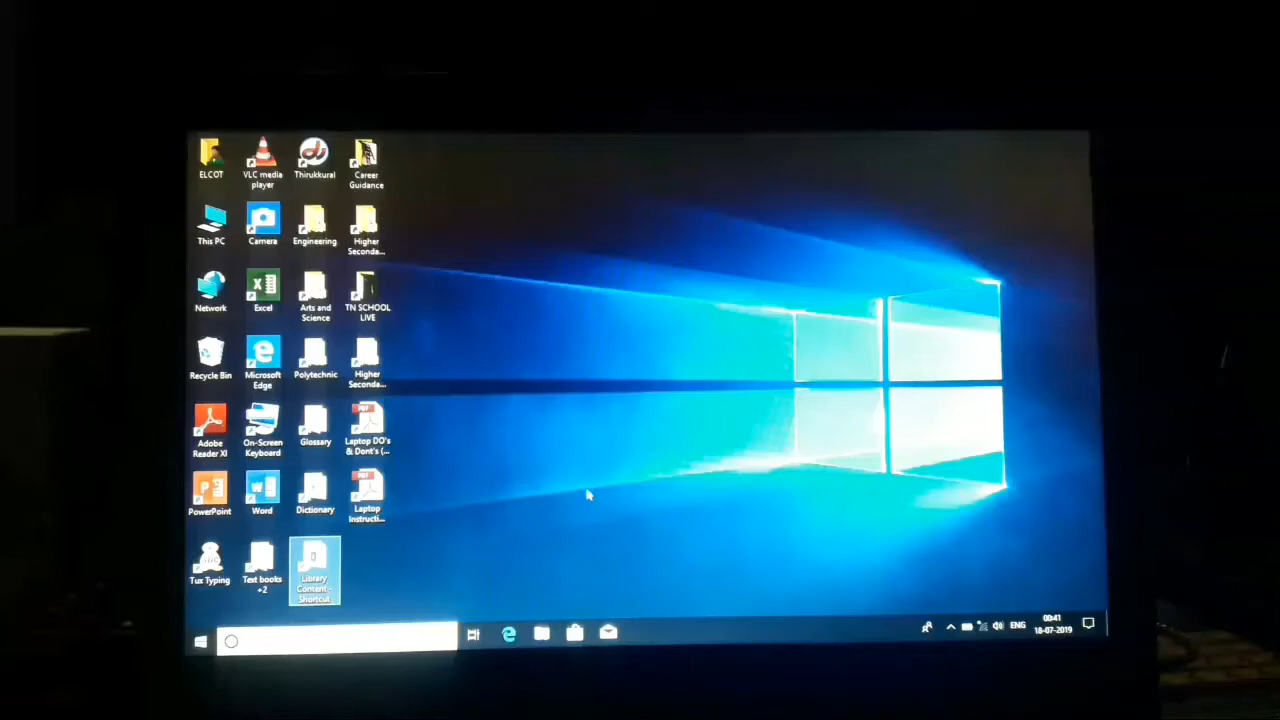 ELCOT
VLC media
player
Thirukkural
Career
Guidance
This PC
Camera
Engineering
Higher
Seconda...
Network
Excel
Arts and
Science
TN SCHOOL
LIVE
Recycle Bin
Microsoft
Edge
Polytechnic
Higher
Seconda...
Adobe
Reader XI
On-Screen
Keyboard
Glossary
PDF
Laptop DO's
& Dont's (...
PowerPoint
Word
Dictionary
PDF
Laptop
Instructi...
Tux Typing
Text books
+2
Library
Content -
Shortcut
ENG
00:41
18-07-2019